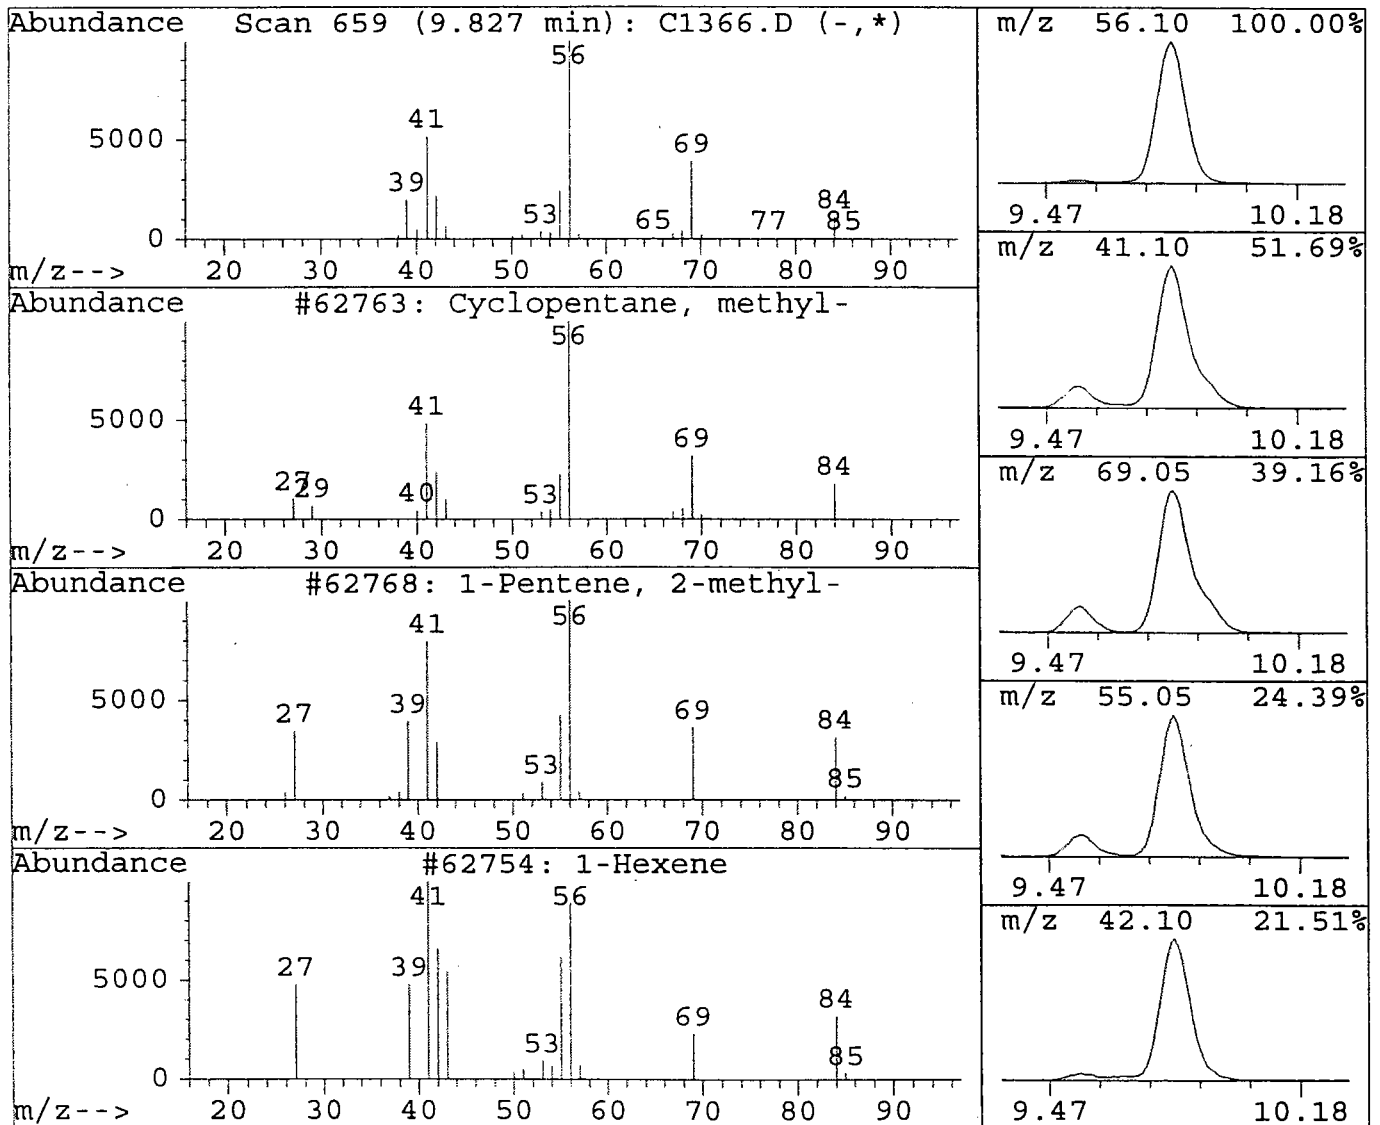 Abundance Scan 659 (9.827 min): C1366.D (-,*)
56
41
5000
69
39
84
53 65 77 85
0
m/z--> 20 30 40 50 60 70 80 90
Abundance #62763: Cyclopentane, methyl-
56
41
5000
69
84
27 29 40 53
0
m/z--> 20 30 40 50 60 70 80 90
Abundance #62768: 1-Pentene, 2-methyl-
56
41
5000
39
27 69 84
53 85
0
m/z--> 20 30 40 50 60 70 80 90
Abundance #62754: 1-Hexene
41 56
5000
27 39
84
69
53 85
0
m/z--> 20 30 40 50 60 70 80 90
m/z 56.10 100.00%
9.47 10.18
m/z 41.10 51.69%
9.47 10.18
m/z 69.05 39.16%
9.47 10.18
m/z 55.05 24.39%
9.47 10.18
m/z 42.10 21.51%
9.47 10.18